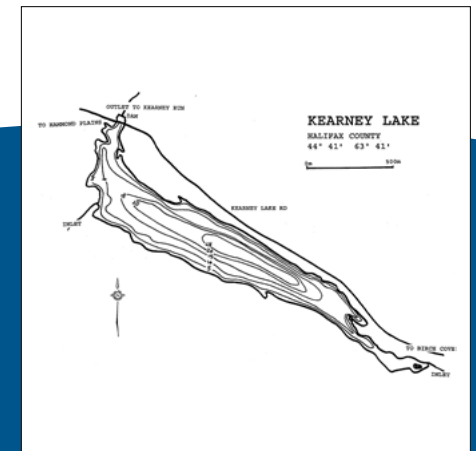 OUTLET TO KEARNEY RUN
DAM
TO HAMMOND PLAINS
KEARNEY LAKE
HALIFAX COUNTY
44° 41' 63° 41'
0m 500m
KEARNEY LAKE RD
INLET
TO BIRCH COVE
INLET